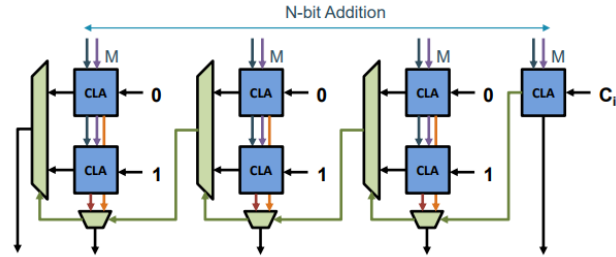 N-bit Addition
M M M M
CLA 0 CLA 0 CLA 0 CLA Ci
CLA 1 CLA 1 CLA 1